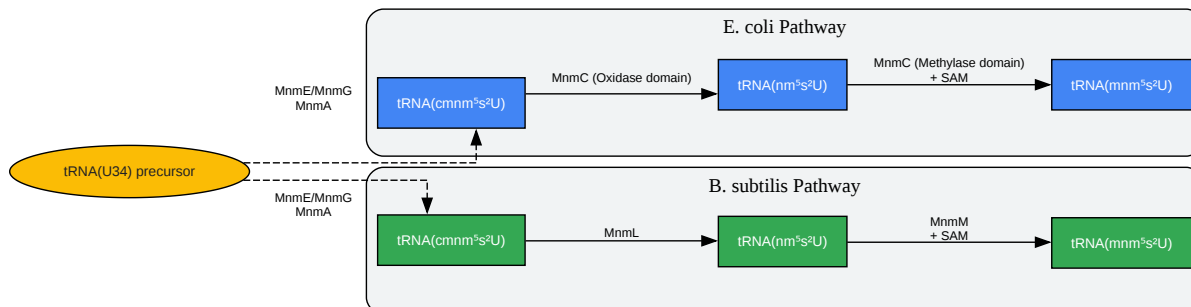 E. coli Pathway
MnmE/MnmG
MnmA
tRNA(cmnm⁵s²U)
MnmC (Oxidase domain)
tRNA(nm⁵s²U)
MnmC (Methylase domain)
+ SAM
tRNA(mnm⁵s²U)
tRNA(U34) precursor
B. subtilis Pathway
MnmE/MnmG
MnmA
tRNA(cmnm⁵s²U)
MnmL
tRNA(nm⁵s²U)
MnmM
+ SAM
tRNA(mnm⁵s²U)